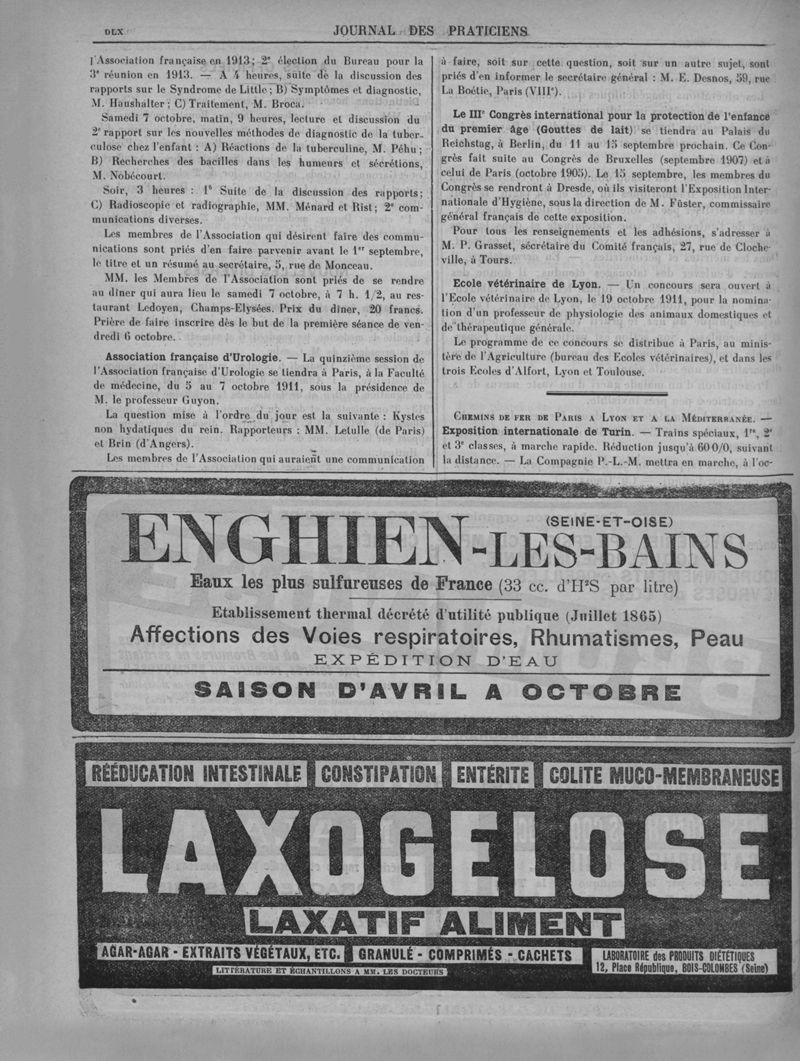 DLX
JOURNAL DES PRATICIENS
l'Association française en 1913; 2e élection du Bureau pour la
3e réunion en 1913. — A 4 heures, suite de la discussion des
rapports sur le Syndrome de Little; B) Symptômes et diagnostic,
M. Haushalter; C) Traitement, M. Broca.
Samedi 7 octobre, matin, 9 heures, lecture et discussion du
2e rapport sur les nouvelles méthodes de diagnostic de la tuber-
culose chez l'enfant : A) Réactions de la tuberculine, M. Péhu;
B) Recherches des bacilles dans les humeurs et sécrétions,
M. Nobécourt.
Soir, 3 heures : 1° Suite de la discussion des rapports;
C) Radioscopie et radiographie, MM. Ménard et Rist; 2e com-
munications diverses.
Les membres de l'Association qui désirent faire des commu-
nications sont priés d'en faire parvenir avant le 1er septembre,
le titre et un résumé au secrétaire, 5, rue de Monceau.
MM. les Membres de l'Association sont priés de se rendre
au dîner qui aura lieu le samedi 7 octobre, à 7 h. 1/2, au res-
taurant Ledoyen, Champs-Elysées. Prix du dîner, 20 francs.
Prière de faire inscrire dès le but de la première séance de ven-
dredi 6 octobre.
Association française d'Urologie. — La quinzième session de
l'Association française d'Urologie se tiendra à Paris, à la Faculté
de médecine, du 5 au 7 octobre 1911, sous la présidence de
M. le professeur Guyon.
La question mise à l'ordre du jour est la suivante : Kystes
non hydatiques du rein. Rapporteurs : MM. Letulle (de Paris)
et Brin (d'Angers).
Les membres de l'Association qui auraient une communication
à faire, soit sur cette question, soit sur un autre sujet, sont
priés d'en informer le secrétaire général : M. E. Desnos, 59, rue
La Boétie, Paris (VIIIe).
Le IIIe Congrès international pour la protection de l'enfance
du premier âge (Gouttes de lait) se tiendra au Palais du
Reichstag, à Berlin, du 11 au 15 septembre prochain. Ce Con-
grès fait suite au Congrès de Bruxelles (septembre 1907) et à
celui de Paris (octobre 1905). Le 15 septembre, les membres du
Congrès se rendront à Dresde, où ils visiteront l'Exposition Inter-
nationale d'Hygiène, sous la direction de M. Füster, commissaire
général français de cette exposition.
Pour tous les renseignements et les adhésions, s'adresser à
M. P. Grasset, sécrétaire du Comité français, 27, rue de Cloche-
ville, à Tours.
Ecole vétérinaire de Lyon. — Un concours sera ouvert à
l'Ecole vétérinaire de Lyon, le 19 octobre 1911, pour la nomina-
tion d'un professeur de physiologie des animaux domestiques et
de thérapeutique générale.
Le programme de ce concours se distribue à Paris, au minis-
tère de l'Agriculture (bureau des Ecoles vétérinaires), et dans les
trois Ecoles d'Alfort, Lyon et Toulouse.
CHEMINS DE FER DE PARIS A LYON ET A LA MÉDITERRANÉE. —
Exposition internationale de Turin. — Trains spéciaux, 1re, 2e
et 3e classes, à marche rapide. Réduction jusqu'à 60 0/0, suivant
la distance. — La Compagnie P.-L.-M. mettra en marche, à l'oc-
(SEINE-ET-OISE)
ENGHIEN-LES-BAINS
Eaux les plus sulfureuses de France (33 cc. d'H2S par litre)
Etablissement thermal décrété d'utilité publique (Juillet 1865)
Affections des Voies respiratoires, Rhumatismes, Peau
EXPÉDITION D'EAU
SAISON D'AVRIL A OCTOBRE
RÉÉDUCATION INTESTINALE CONSTIPATION ENTÉRITE COLITE MUCO-MEMBRANEUSE
LAXOGELOSE
LAXATIF ALIMENT
AGAR-AGAR - EXTRAITS VÉGÉTAUX, ETC. GRANULÉ - COMPRIMÉS - CACHETS
LITTÉRATURE ET ÉCHANTILLONS A MM. LES DOCTEURS
LABORATOIRE des PRODUITS DIÉTÉTIQUES
12, Place République, BOIS-COLOMBES (Seine)